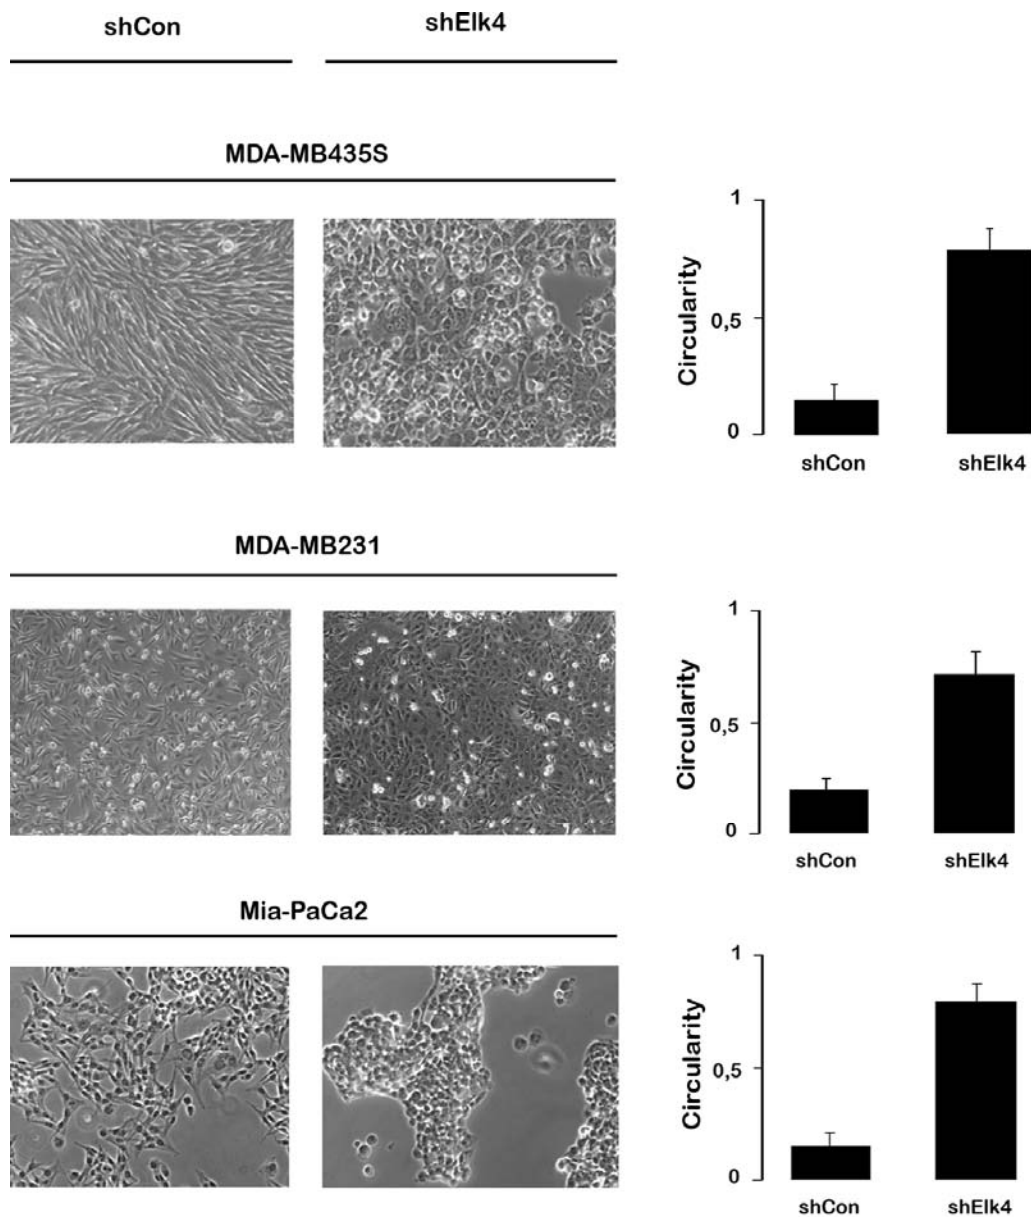 shCon
shElk4
MDA-MB435S
Circularity
1
0,5
0
shCon
shElk4
MDA-MB231
Circularity
1
0,5
0
shCon
shElk4
Mia-PaCa2
Circularity
1
0,5
0
shCon
shElk4